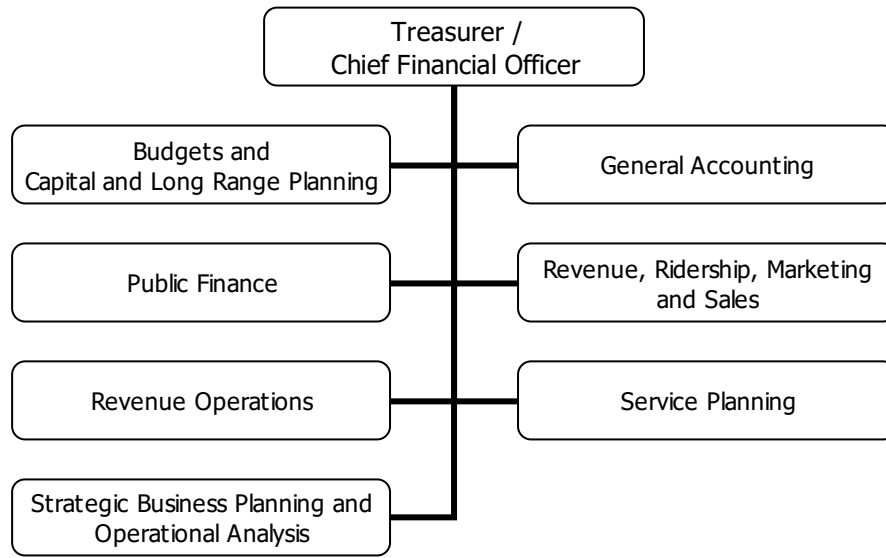 Treasurer /
Chief Financial Officer
Budgets and
Capital and Long Range Planning
General Accounting
Public Finance
Revenue, Ridership, Marketing
and Sales
Revenue Operations
Service Planning
Strategic Business Planning and
Operational Analysis